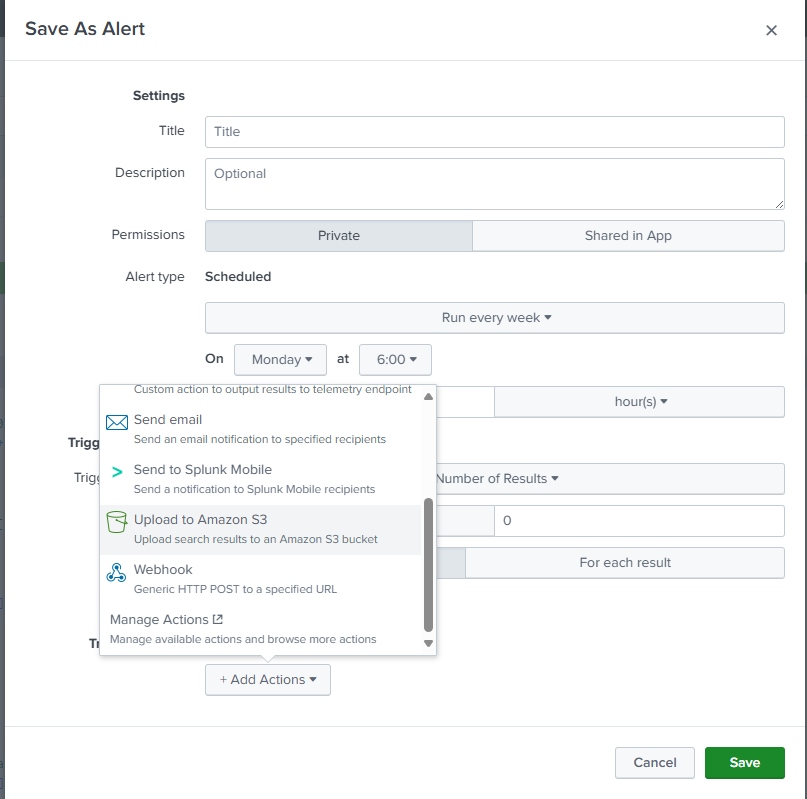 Save As Alert
Settings
Title
Title
Description
Optional
Permissions
Private
Shared in App
Alert type
Scheduled
Run every week
On
Monday
at
6:00
hour(s)
Custom action to output results to telemetry endpoint
Send email
Send an email notification to specified recipients
Send to Splunk Mobile
Send a notification to Splunk Mobile recipients
Number of Results
Upload to Amazon S3
Upload search results to an Amazon S3 bucket
0
Webhook
Generic HTTP POST to a specified URL
For each result
Manage Actions
Manage available actions and browse more actions
+ Add Actions
Cancel
Save